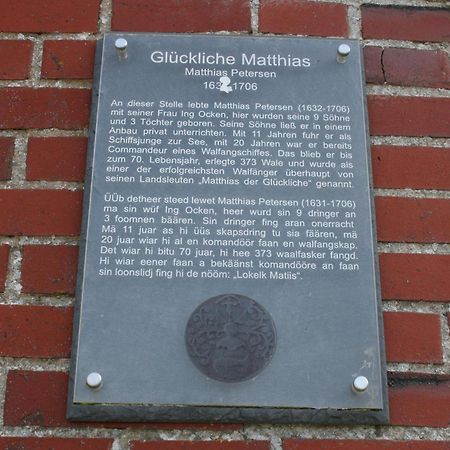 Glückliche Matthias
Matthias Petersen
1632-1706
An dieser Stelle lebte Matthias Petersen (1632-1706)
mit seiner Frau Ing Ocken, hier wurden seine 9 Söhne
und 3 Töchter geboren. Seine Söhne ließ er in einem
Anbau privat unterrichten. Mit 11 Jahren fuhr er als
Schiffsjunge zur See, mit 20 Jahren war er bereits
Commandeur eines Walfangschiffes. Das blieb er bis
zum 70. Lebensjahr, erlegte 373 Wale und wurde als
einer der erfolgreichsten Walfänger überhaupt von
seinen Landsleuten „Matthias der Glückliche" genannt.
ÜÜb detheer steed lewet Matthias Petersen (1631-1706)
ma sin wüf Ing Ocken, heer wurd sin 9 dringer an
3 foomnen bäären. Sin dringer fing aran onerracht.
Mä 11 juar as hi üüs skapsdring tu sia fäären, mä
20 juar wiar hi al en komandöör faan en walfangskap.
Det wiar hi bitu 70 juar, hi hee 373 waalfasker fangd.
Hi wiar eener faan a bekäänst komandööre an faan
sin loonslidj fing hi de nööm: „Lokelk Matiis".